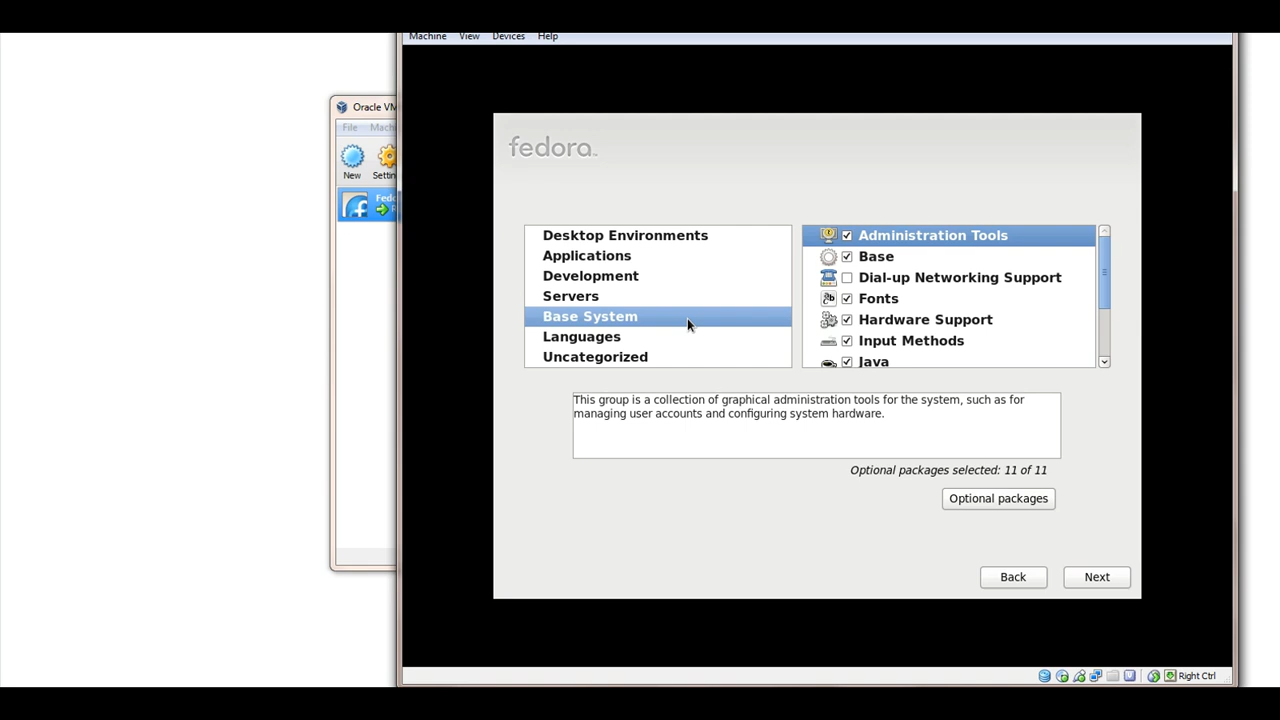 Machine View Devices Help
Oracle VM
File Mach
New Settin
Fedo
fedora
Desktop Environments
Applications
Development
Servers
Base System
Languages
Uncategorized
Administration Tools
Base
Dial-up Networking Support
Fonts
Hardware Support
Input Methods
Java
This group is a collection of graphical administration tools for the system, such as for
managing user accounts and configuring system hardware.
Optional packages selected: 11 of 11
Optional packages
Back Next
Right Ctrl